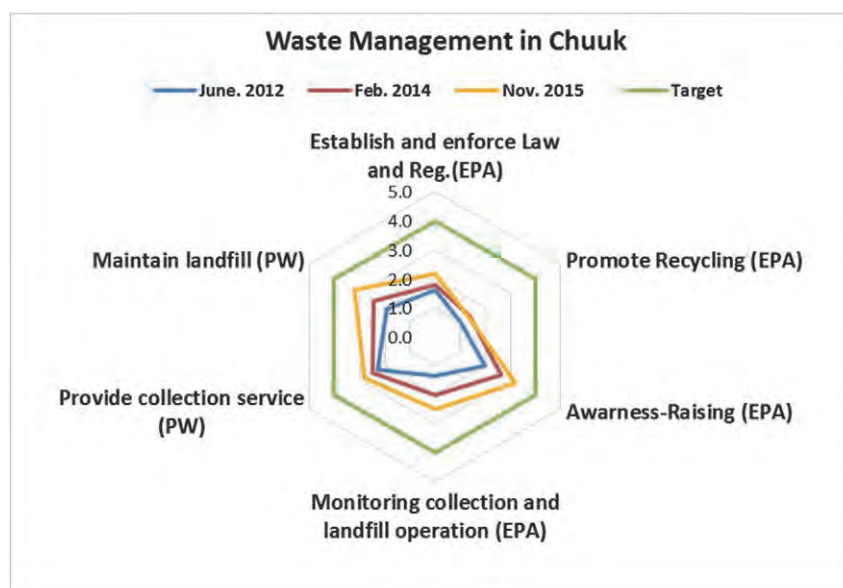 Waste Management in Chuuk
June. 2012 Feb. 2014 Nov. 2015 Target
Establish and enforce Law
and Reg.(EPA)
5.0
4.0
3.0
2.0
1.0
0.0
Maintain landfill (PW)
Promote Recycling (EPA)
Provide collection service
(PW)
Awarness-Raising (EPA)
Monitoring collection and
landfill operation (EPA)